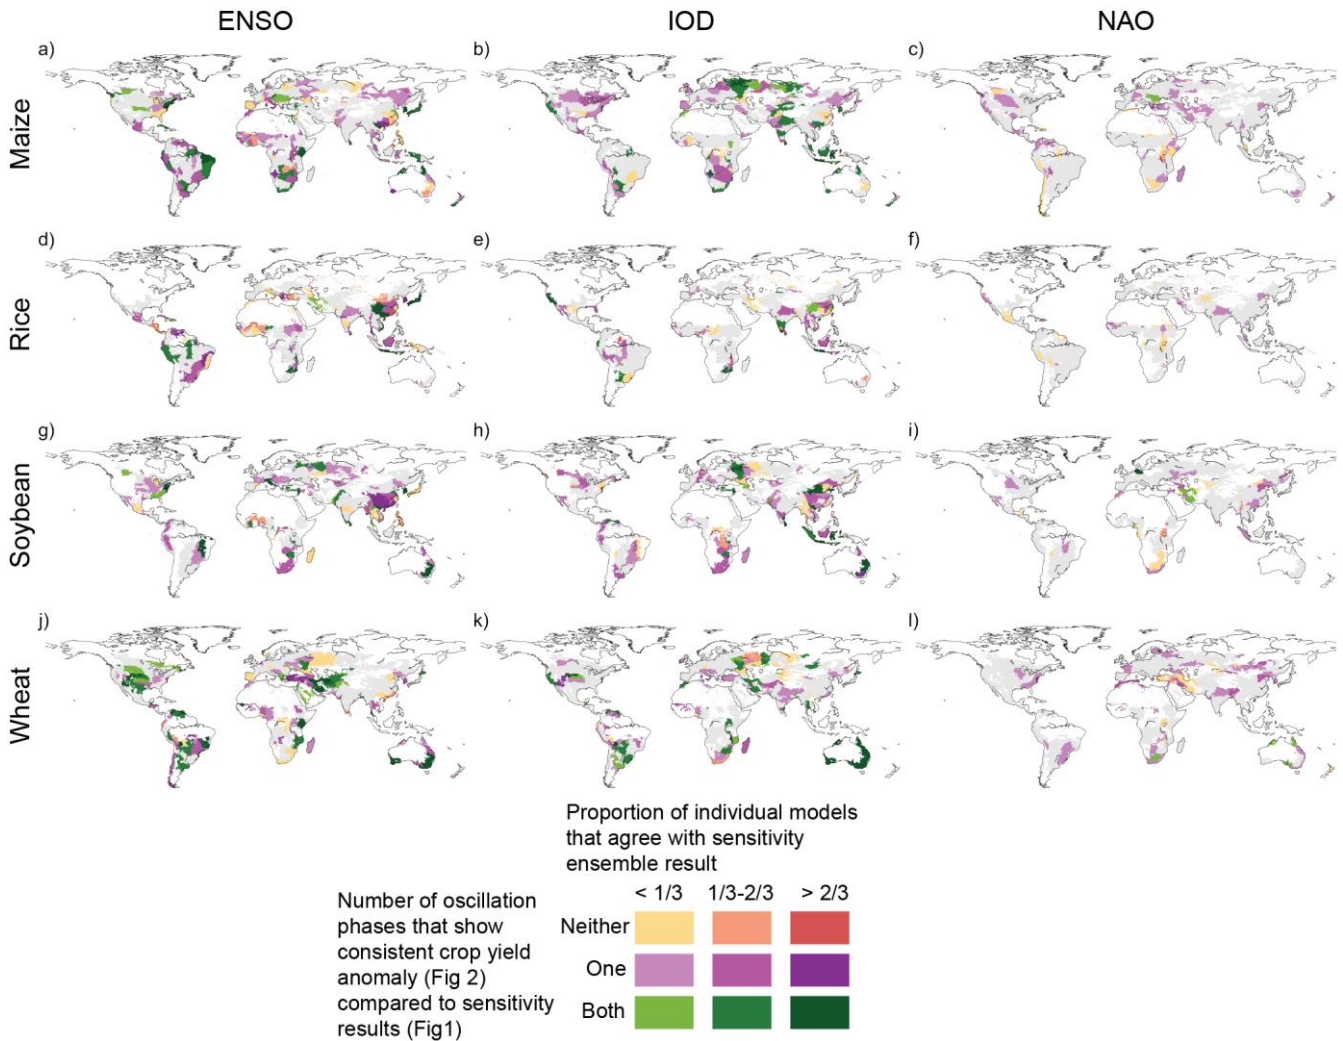 ENSO
IOD
NAO
a)
b)
c)
Maize
d)
e)
f)
Rice
g)
h)
i)
Soybean
j)
k)
l)
Wheat
Proportion of individual models
that agree with sensitivity
ensemble result
Number of oscillation
phases that show
consistent crop yield
anomaly (Fig 2)
compared to sensitivity
results (Fig1)
< 1/3 1/3-2/3 > 2/3
Neither
One
Both